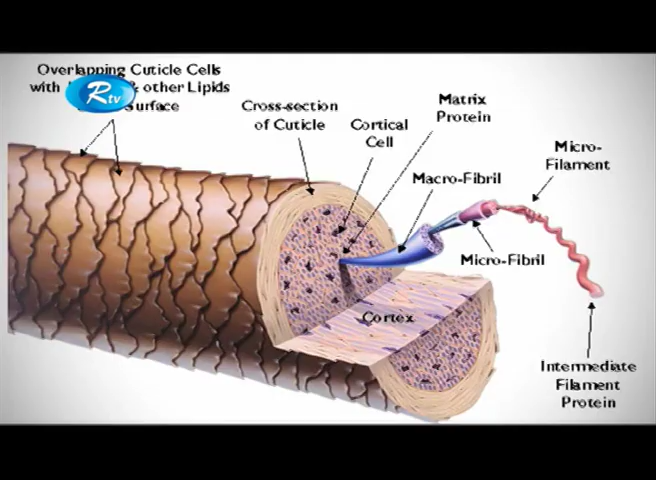 Overlapping Cuticle Cells
with & other Lipids
Surface
Rtv
Cross-section
of Cuticle
Cortical
Cell
Matrix
Protein
Macro-Fibril
Micro-
Filament
Micro-Fibril
Cortex
Intermediate
Filament
Protein